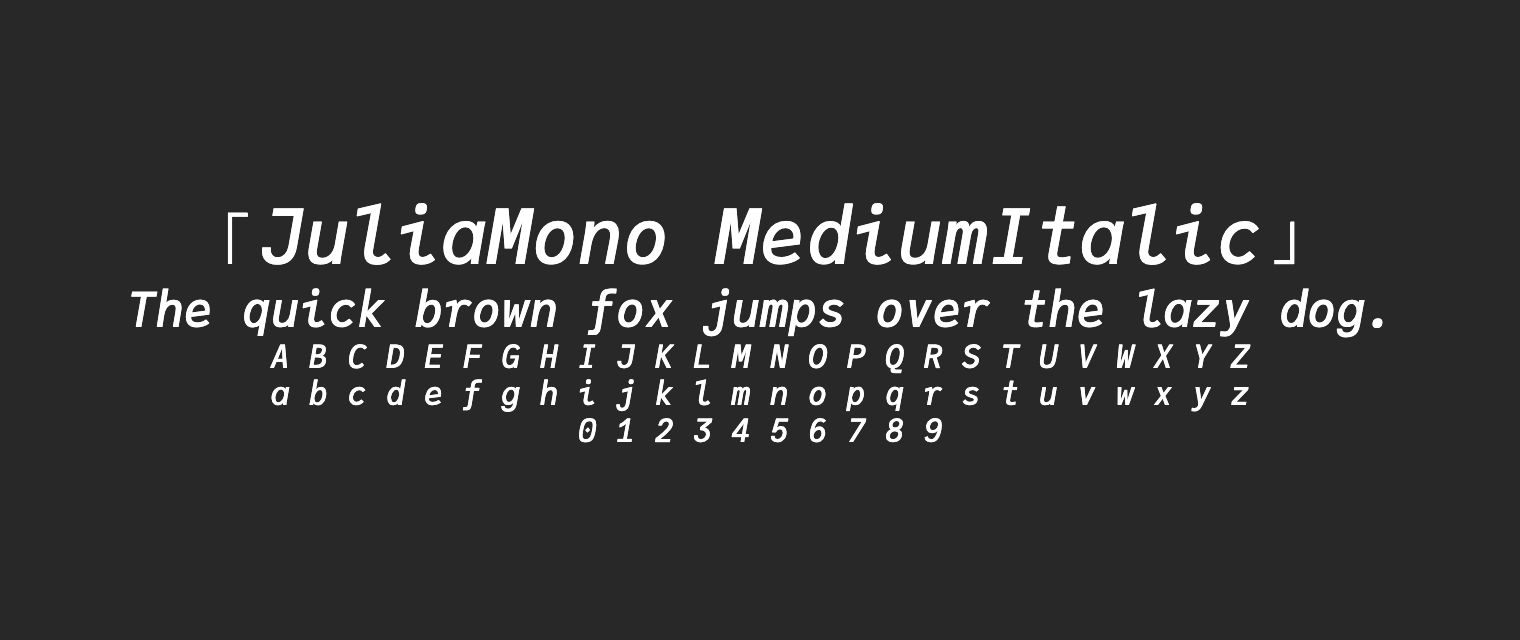 「JuliaMono MediumItalic」
The quick brown fox jumps over the lazy dog.
A B C D E F G H I J K L M N O P Q R S T U V W X Y Z
a b c d e f g h i j k l m n o p q r s t u v w x y z
0 1 2 3 4 5 6 7 8 9